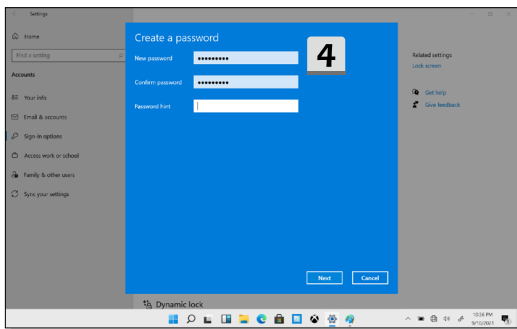 Settings
Home
Find a setting
Accounts
Your info
Email & accounts
Sign-in options
Access work or school
Family & other users
Sync your settings
Create a password
4
New password
Confirm password
Password hint
Next
Cancel
Related settings
Lock screen
Get help
Give feedback
Dynamic lock
10:36 PM